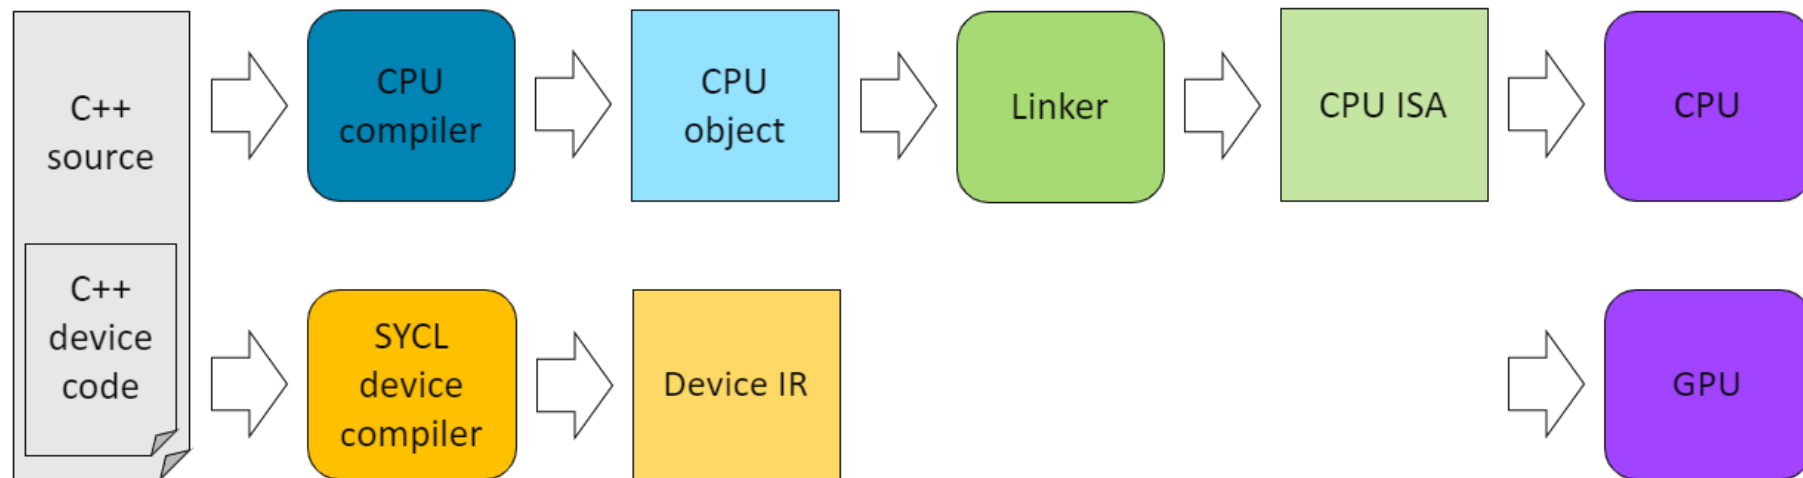 C++
source
CPU
compiler
CPU
object
Linker
CPU ISA
CPU
C++
device
code
SYCL
device
compiler
Device IR
GPU